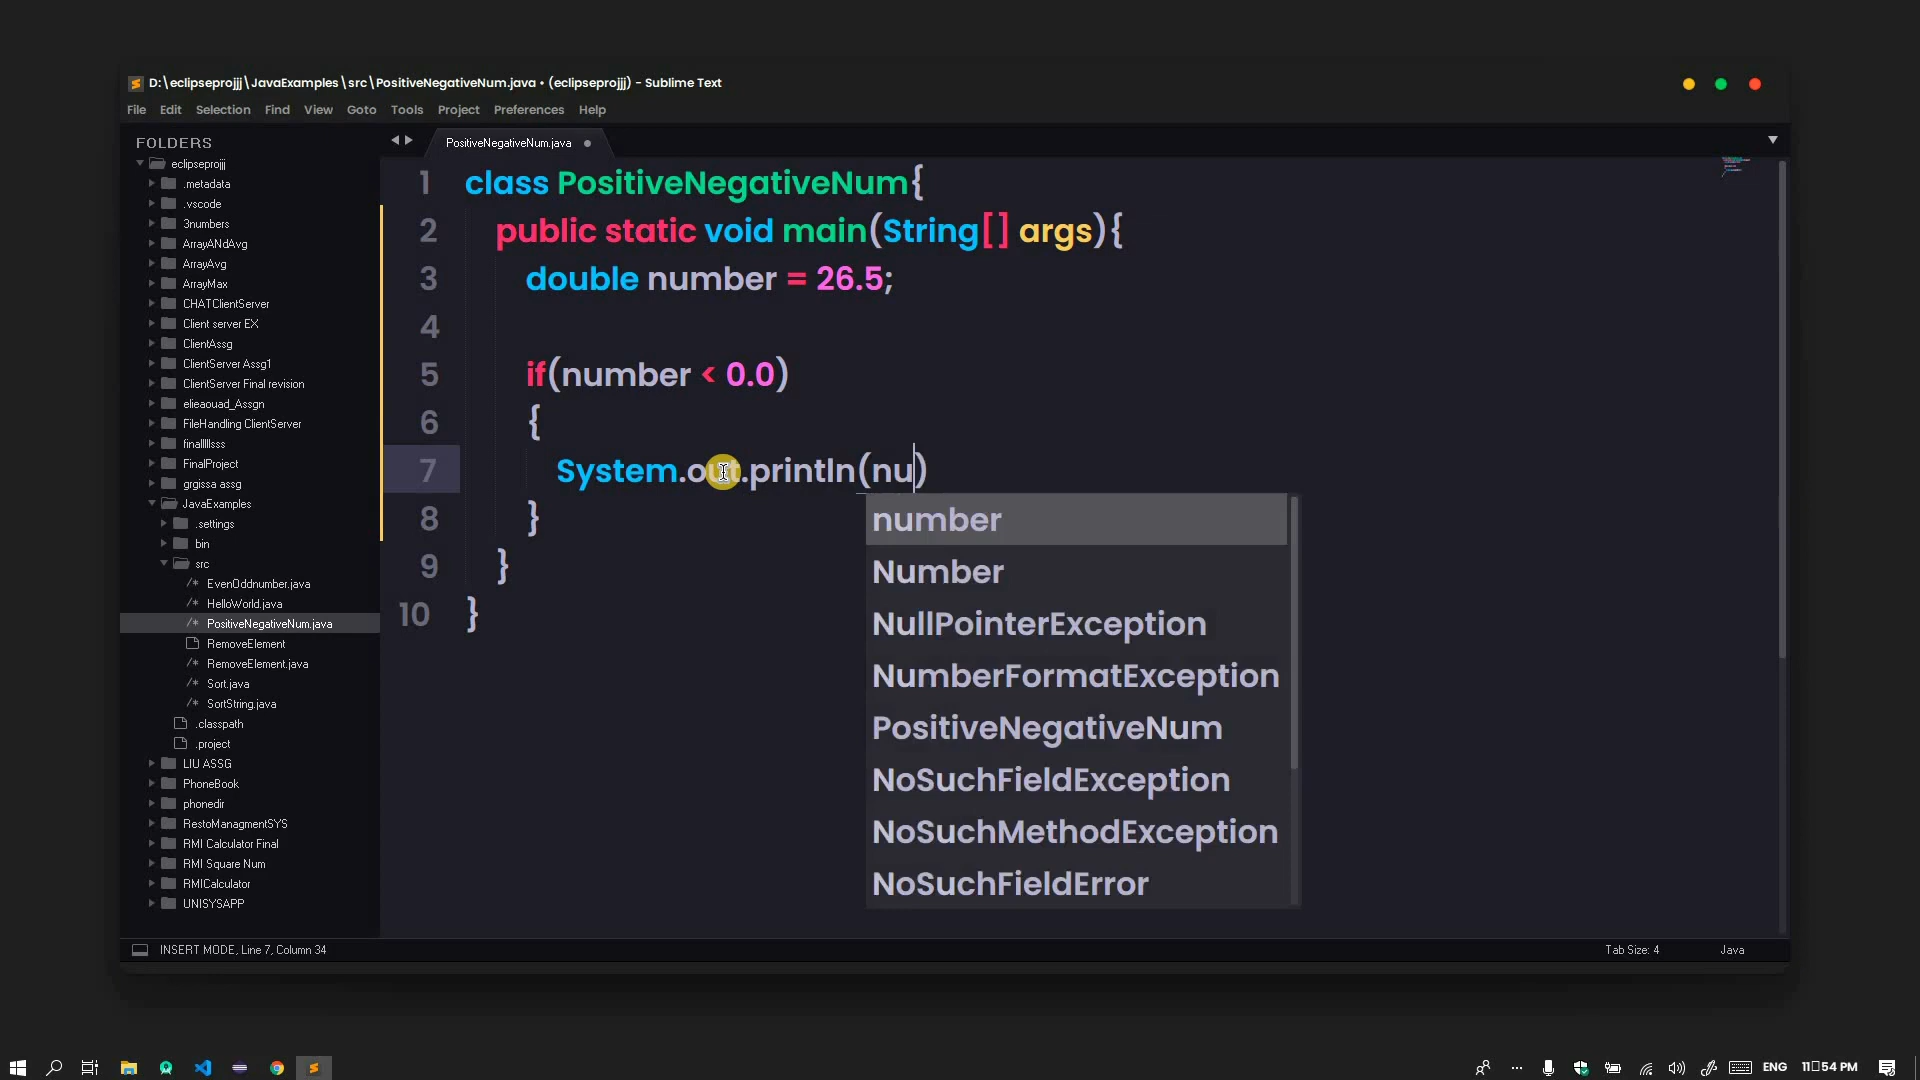 D:\eclipseprojjj\JavaExamples\src\PositiveNegativeNum.java • (eclipseprojjj) - Sublime Text
File Edit Selection Find View Goto Tools Project Preferences Help
FOLDERS
eclipseprojjj
.metadata
.vscode
3numbers
ArrayANdAvg
ArrayAvg
ArrayMax
CHATClientServer
Client server EX
ClientAssg
ClientServer Assg1
ClientServer Final revision
elieaouad_Assgn
FileHandling ClientServer
finalllllsss
FinalProject
grgissa assg
JavaExamples
.settings
bin
src
EvenOddnumber.java
HelloWorld.java
PositiveNegativeNum.java
RemoveElement
RemoveElement.java
Sort.java
SortString.java
.classpath
.project
LIU ASSG
PhoneBook
phonedir
RestoManagmentSYS
RMI Calculator Final
RMI Square Num
RMICalculator
UNISYSAPP
PositiveNegativeNum.java
1 class PositiveNegativeNum{
2 public static void main(String[] args){
3 double number = 26.5;
4
5 if(number < 0.0)
6 {
7 System.out.println(nu)
8 }
9 }
10 }
number
Number
NullPointerException
NumberFormatException
PositiveNegativeNum
NoSuchFieldException
NoSuchMethodException
NoSuchFieldError
INSERT MODE, Line 7, Column 34
Tab Size: 4
Java
ENG
11▯54 PM